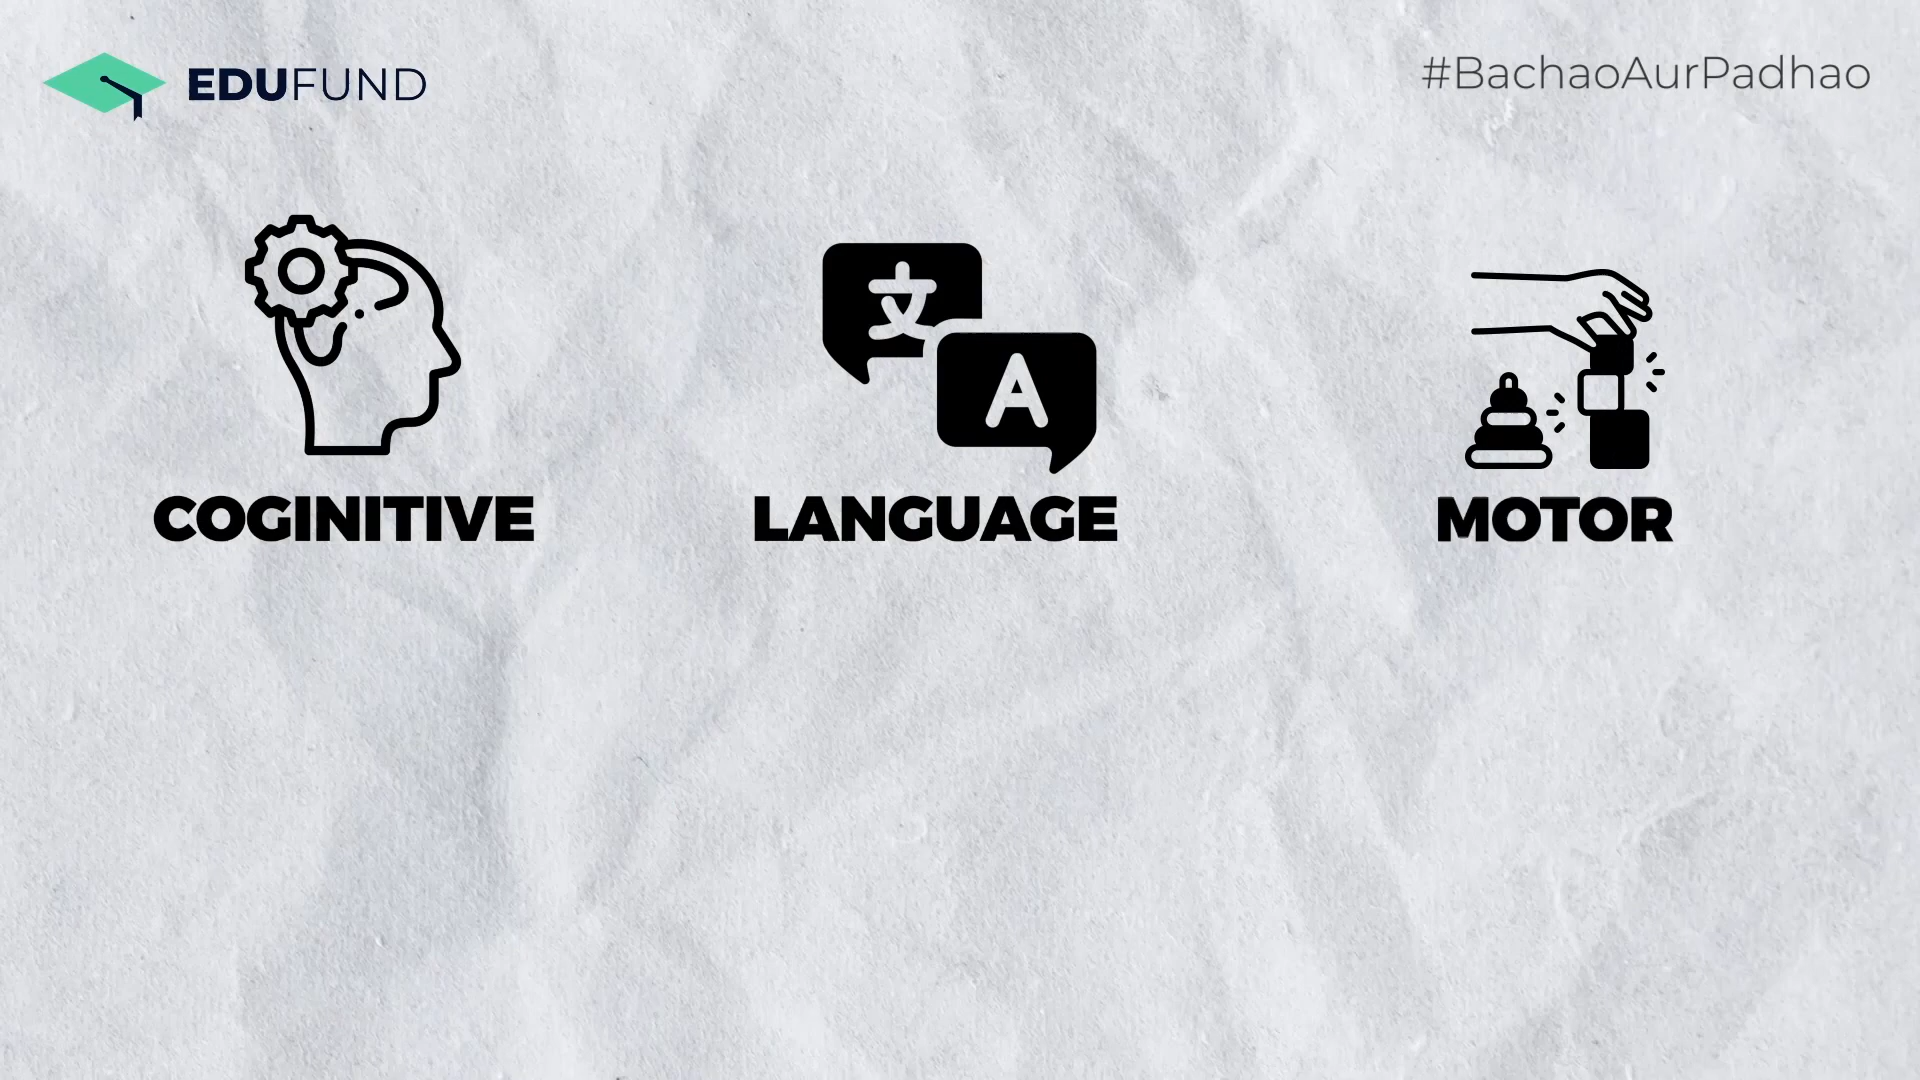 EDUFUND
#BachaoAurPadhao
文
A
COGINITIVE
LANGUAGE
MOTOR